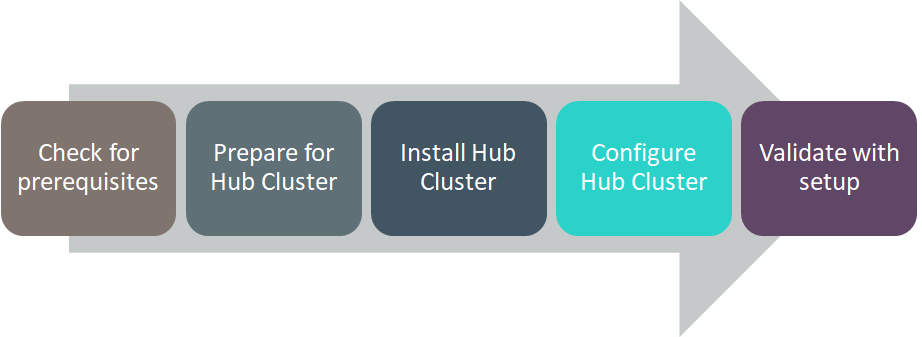 Check for
prerequisites
Prepare for
Hub Cluster
Install Hub
Cluster
Configure
Hub Cluster
Validate with
setup